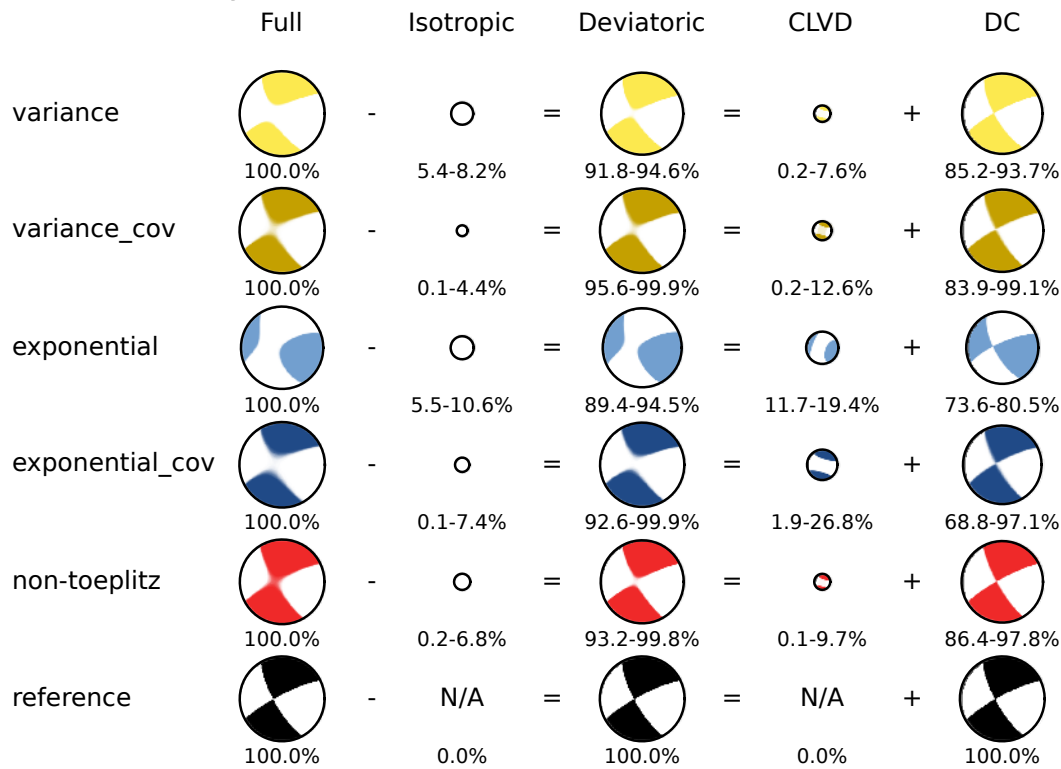 Full Isotropic Deviatoric CLVD DC
variance - = = +
100.0% 5.4-8.2% 91.8-94.6% 0.2-7.6% 85.2-93.7%
variance_cov - = = +
100.0% 0.1-4.4% 95.6-99.9% 0.2-12.6% 83.9-99.1%
exponential - = = +
100.0% 5.5-10.6% 89.4-94.5% 11.7-19.4% 73.6-80.5%
exponential_cov - = = +
100.0% 0.1-7.4% 92.6-99.9% 1.9-26.8% 68.8-97.1%
non-toeplitz - = = +
100.0% 0.2-6.8% 93.2-99.8% 0.1-9.7% 86.4-97.8%
reference - N/A = = N/A +
100.0% 0.0% 100.0% 0.0% 100.0%